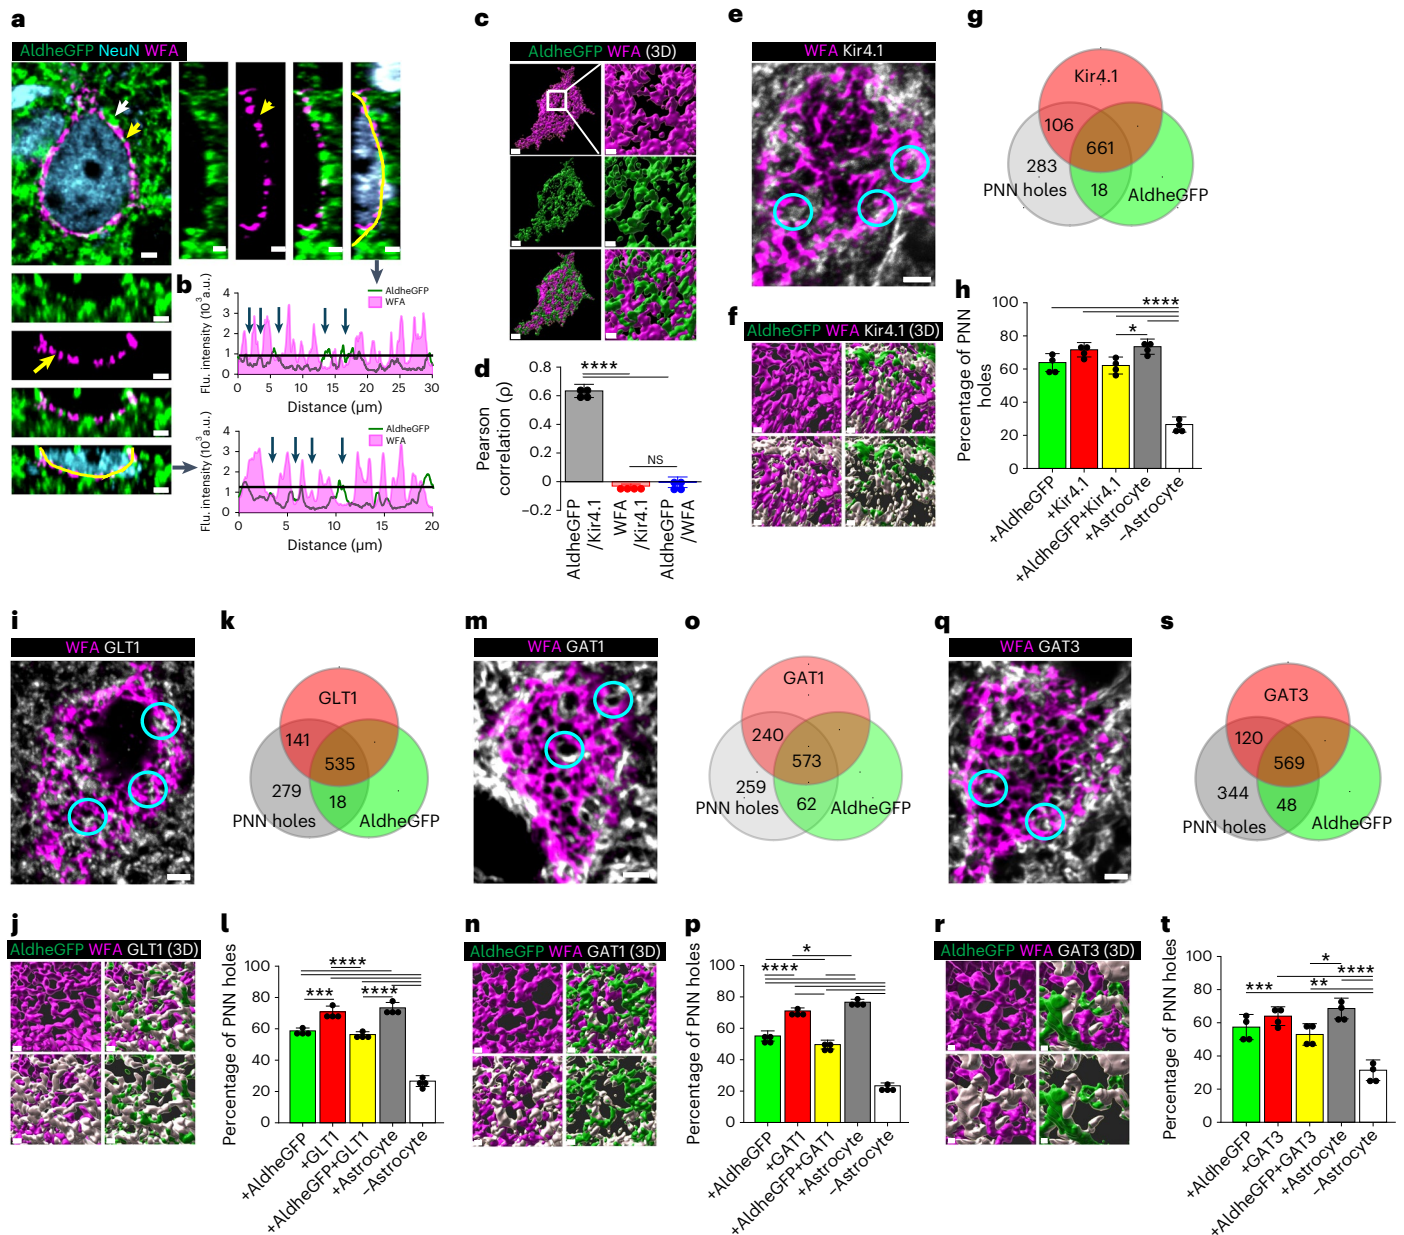 a
AldheGFP NeuN WFA
b
Flu. intensity (10³ a.u.)
4
3
2
1
0
AldheGFP
WFA
0 5 10 15 20 25 30
Distance (µm)
Flu. intensity (10³ a.u.)
4
3
2
1
0
AldheGFP
WFA
0 5 10 15 20
Distance (µm)
c
AldheGFP WFA (3D)
d
Pearson
correlation (ρ)
0.8
0.6
0.4
0.2
0
−0.2
****
NS
AldheGFP
/Kir4.1
WFA
/Kir4.1
AldheGFP
/WFA
e
WFA Kir4.1
f
AldheGFP WFA Kir4.1 (3D)
g
Kir4.1
106
661
283
PNN holes
18
AldheGFP
h
Percentage of PNN
holes
100
80
60
40
20
0
****
*
+AldheGFP
+Kir4.1
+AldheGFP+Kir4.1
+Astrocyte
−Astrocyte
i
WFA GLT1
j
AldheGFP WFA GLT1 (3D)
k
GLT1
141
535
279
18
PNN holes
AldheGFP
l
Percentage of PNN holes
100
80
60
40
20
0
****
***
****
+AldheGFP
+GLT1
+AldheGFP+GLT1
+Astrocyte
−Astrocyte
m
WFA GAT1
n
AldheGFP WFA GAT1 (3D)
o
GAT1
240
573
259
PNN holes
62
AldheGFP
p
Percentage of PNN holes
100
80
60
40
20
0
*
****
+AldheGFP
+GAT1
+AldheGFP+GAT1
+Astrocyte
−Astrocyte
q
WFA GAT3
r
AldheGFP WFA GAT3 (3D)
s
GAT3
120
569
344
48
PNN holes
AldheGFP
t
Percentage of PNN holes
100
80
60
40
20
0
*
****
***
**
+AldheGFP
+GAT3
+AldheGFP+GAT3
+Astrocyte
−Astrocyte